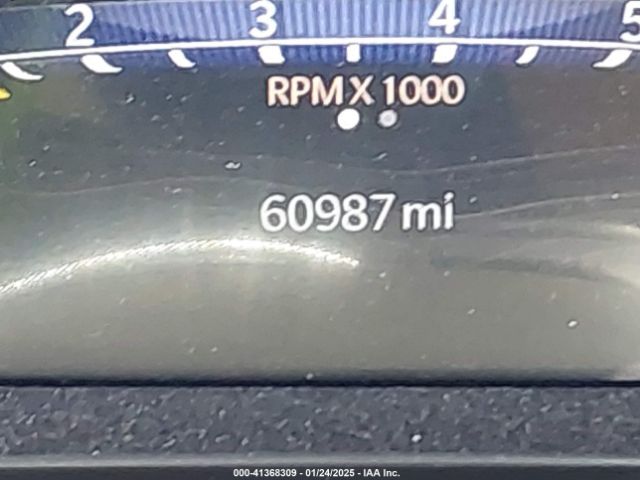 2 3 4 5
RPM X 1000
60987 mi
000-41368309 - 01/24/2025 - IAA Inc.